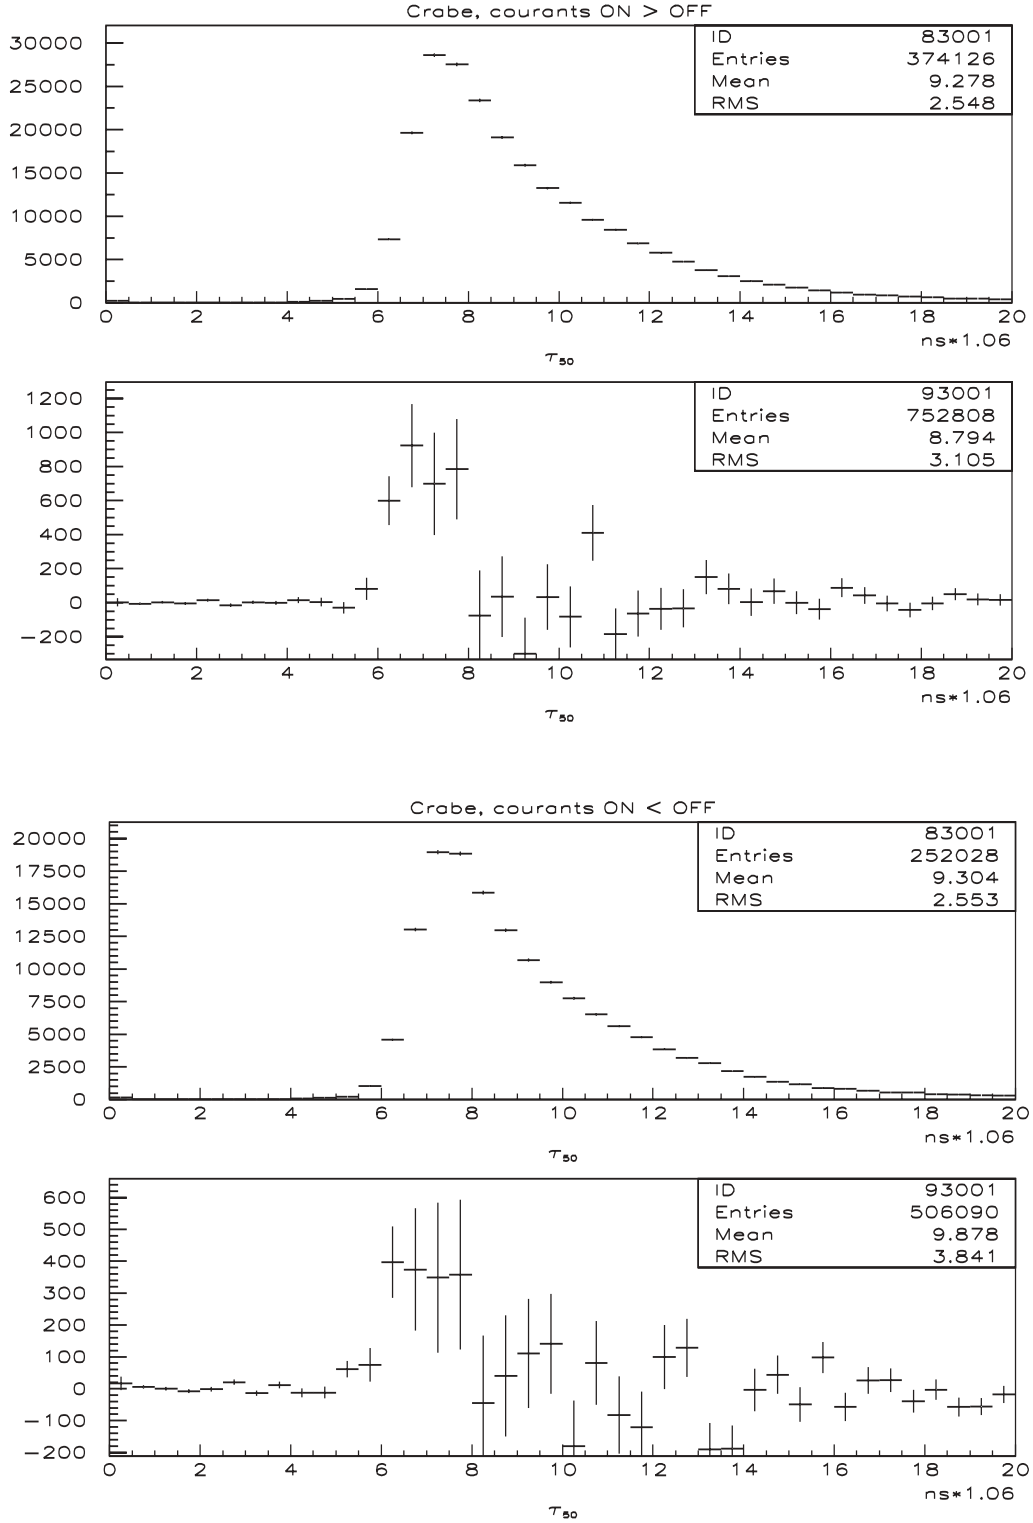 Crabe, courants ON > OFF
ID 83001
Entries 374126
Mean 9.278
RMS 2.548
30000
25000
20000
15000
10000
5000
0
0 2 4 6 8 10 12 14 16 18 20
ns*1.06
τ50
ID 93001
Entries 752808
Mean 8.794
RMS 3.105
1200
1000
800
600
400
200
0
−200
0 2 4 6 8 10 12 14 16 18 20
ns*1.06
τ50
Crabe, courants ON < OFF
ID 83001
Entries 252028
Mean 9.304
RMS 2.553
20000
17500
15000
12500
10000
7500
5000
2500
0
0 2 4 6 8 10 12 14 16 18 20
ns*1.06
τ50
ID 93001
Entries 506090
Mean 9.878
RMS 3.841
600
500
400
300
200
100
0
−100
−200
0 2 4 6 8 10 12 14 16 18 20
ns*1.06
τ50